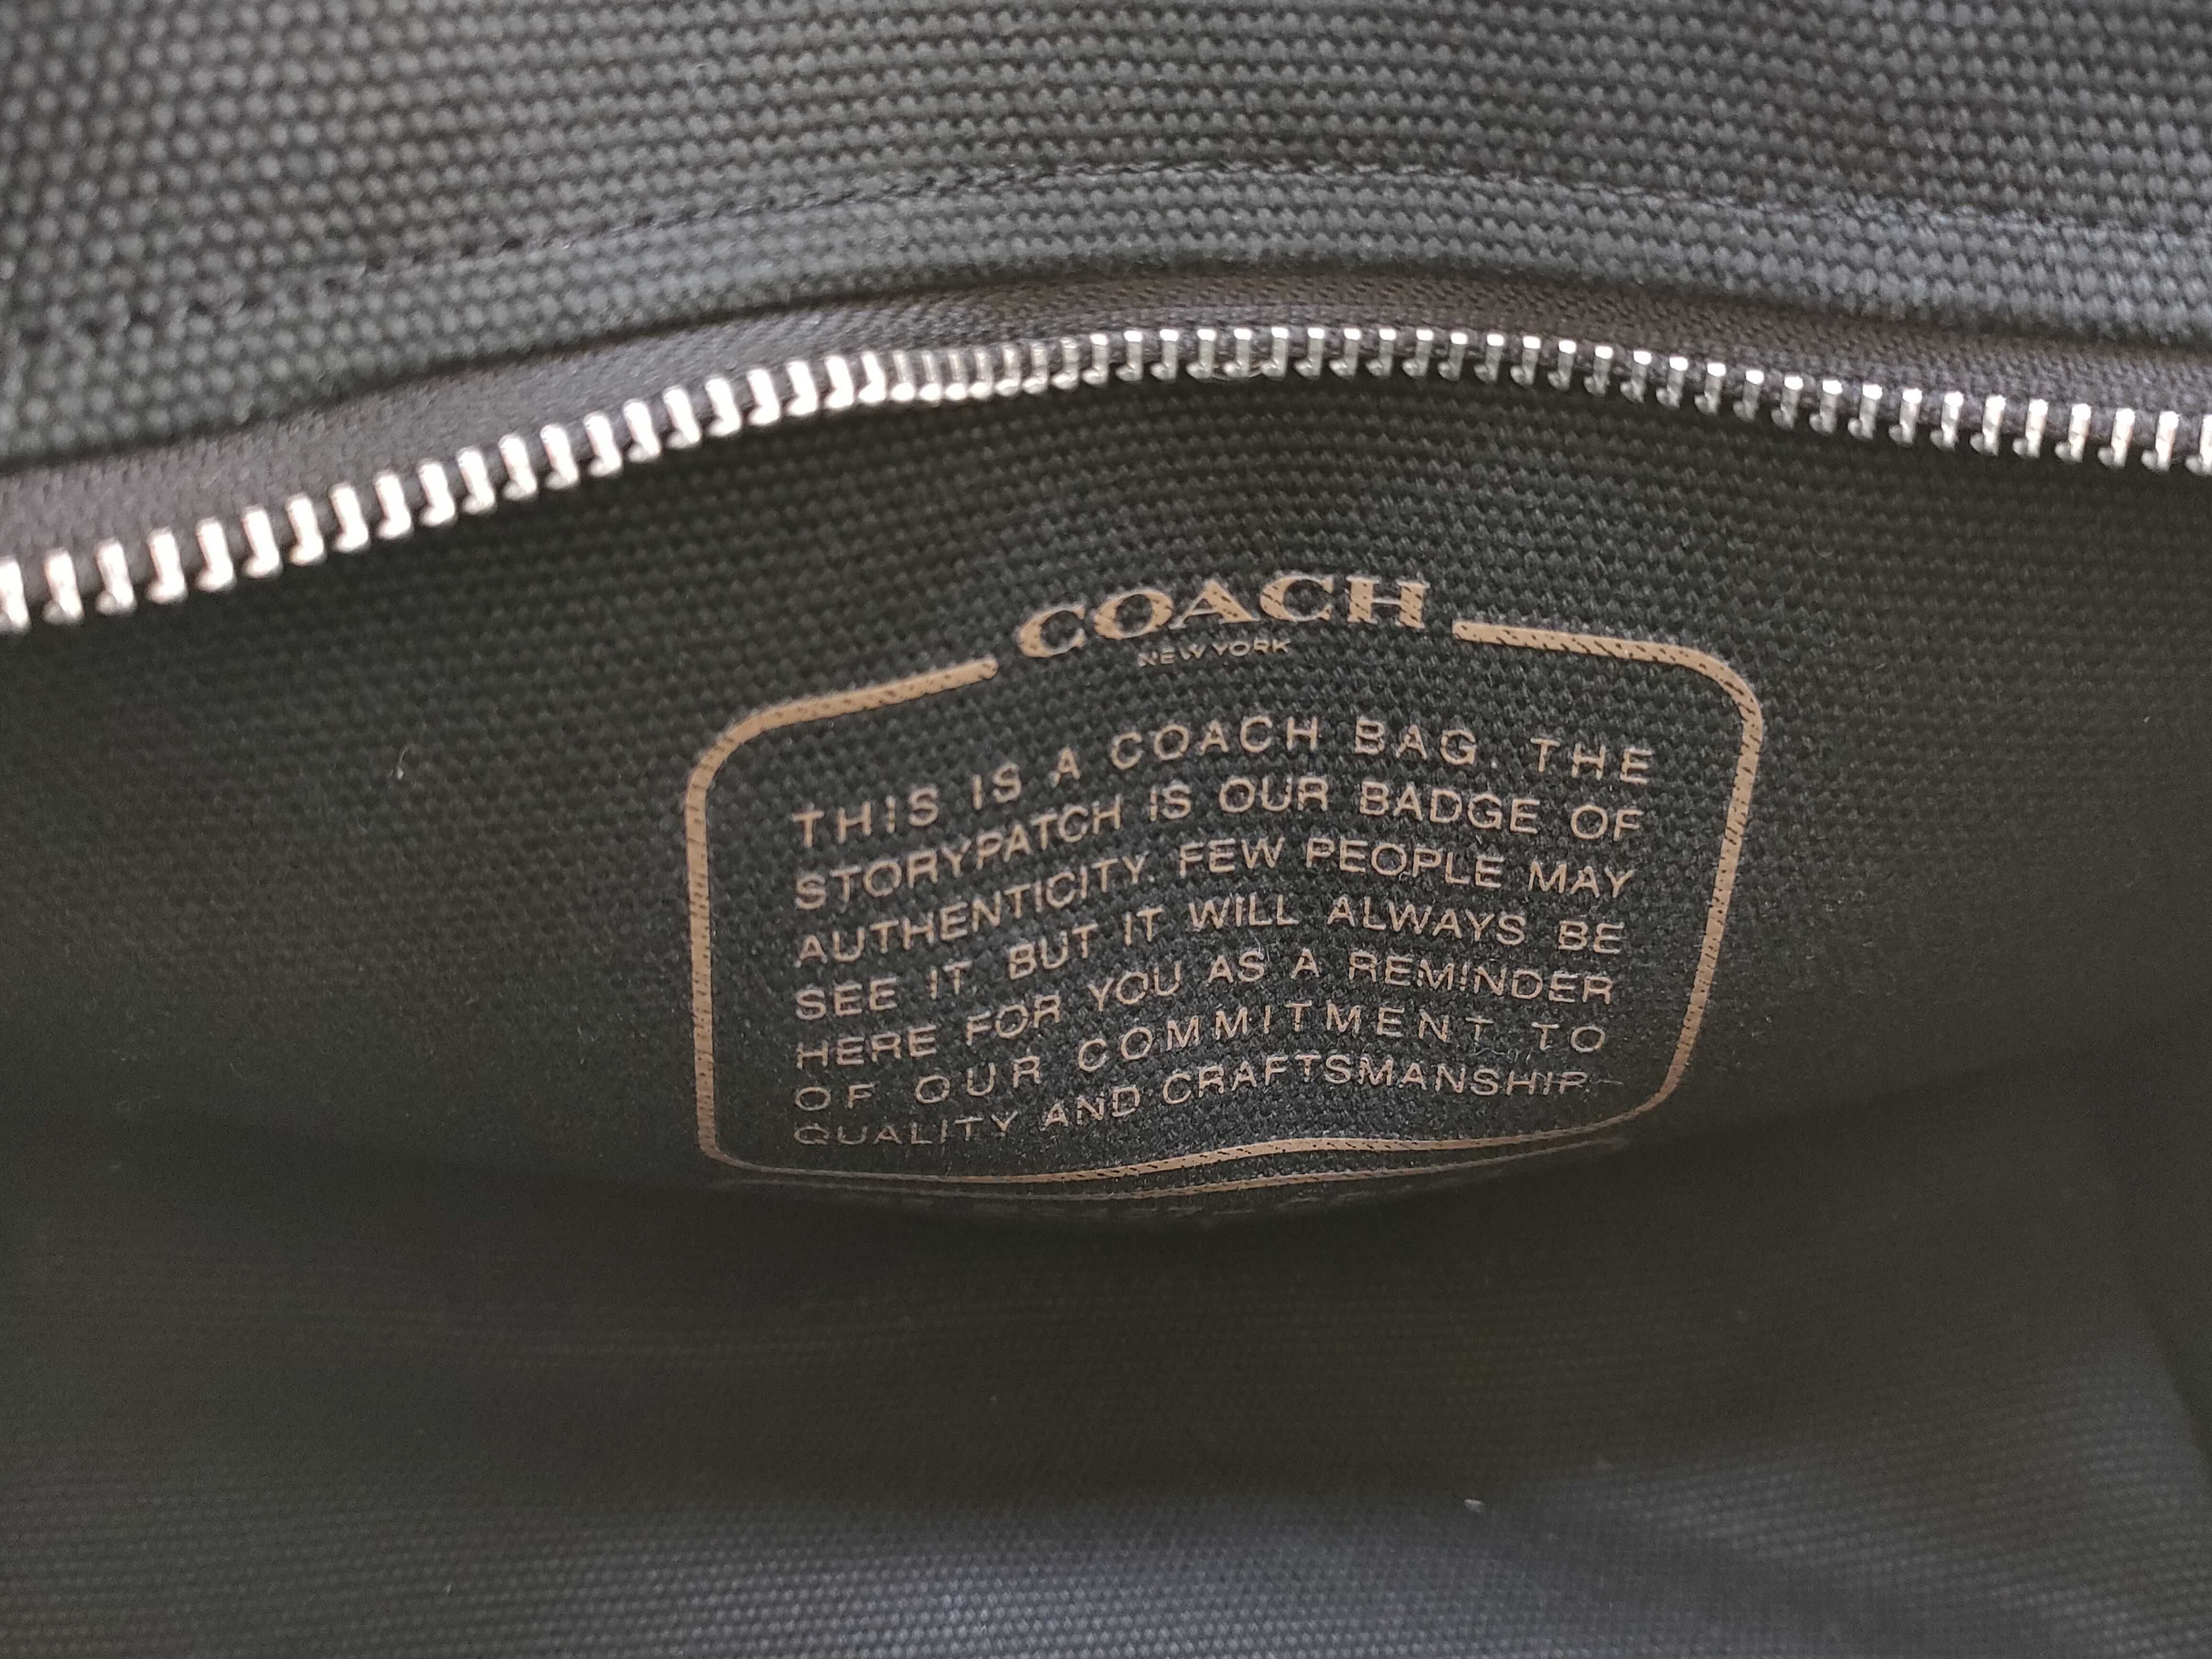 COACH
NEW YORK
THIS IS A COACH BAG. THE
STORYPATCH IS OUR BADGE OF
AUTHENTICITY. FEW PEOPLE MAY
SEE IT, BUT IT WILL ALWAYS BE
HERE FOR YOU AS A REMINDER
OF OUR COMMITMENT TO
QUALITY AND CRAFTSMANSHIP.